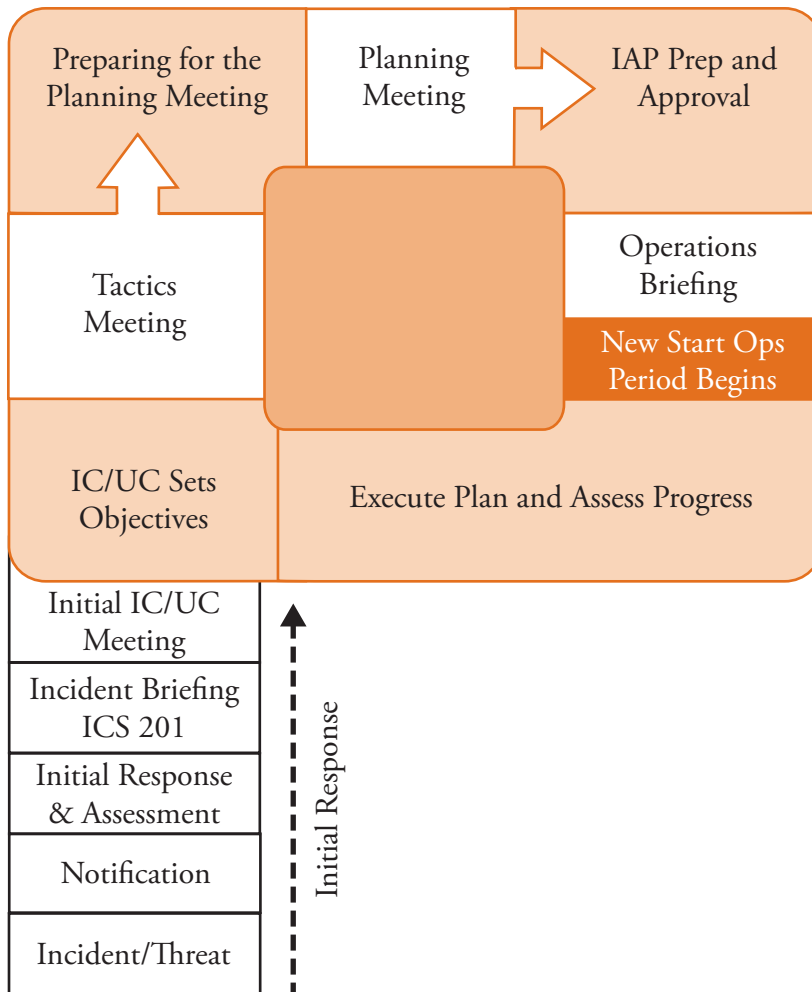 Preparing for the
Planning Meeting
Planning
Meeting
IAP Prep and
Approval
Tactics
Meeting
Operations
Briefing
New Start Ops
Period Begins
IC/UC Sets
Objectives
Execute Plan and Assess Progress
Initial IC/UC
Meeting
Incident Briefing
ICS 201
Initial Response
& Assessment
Notification
Incident/Threat
Initial Response